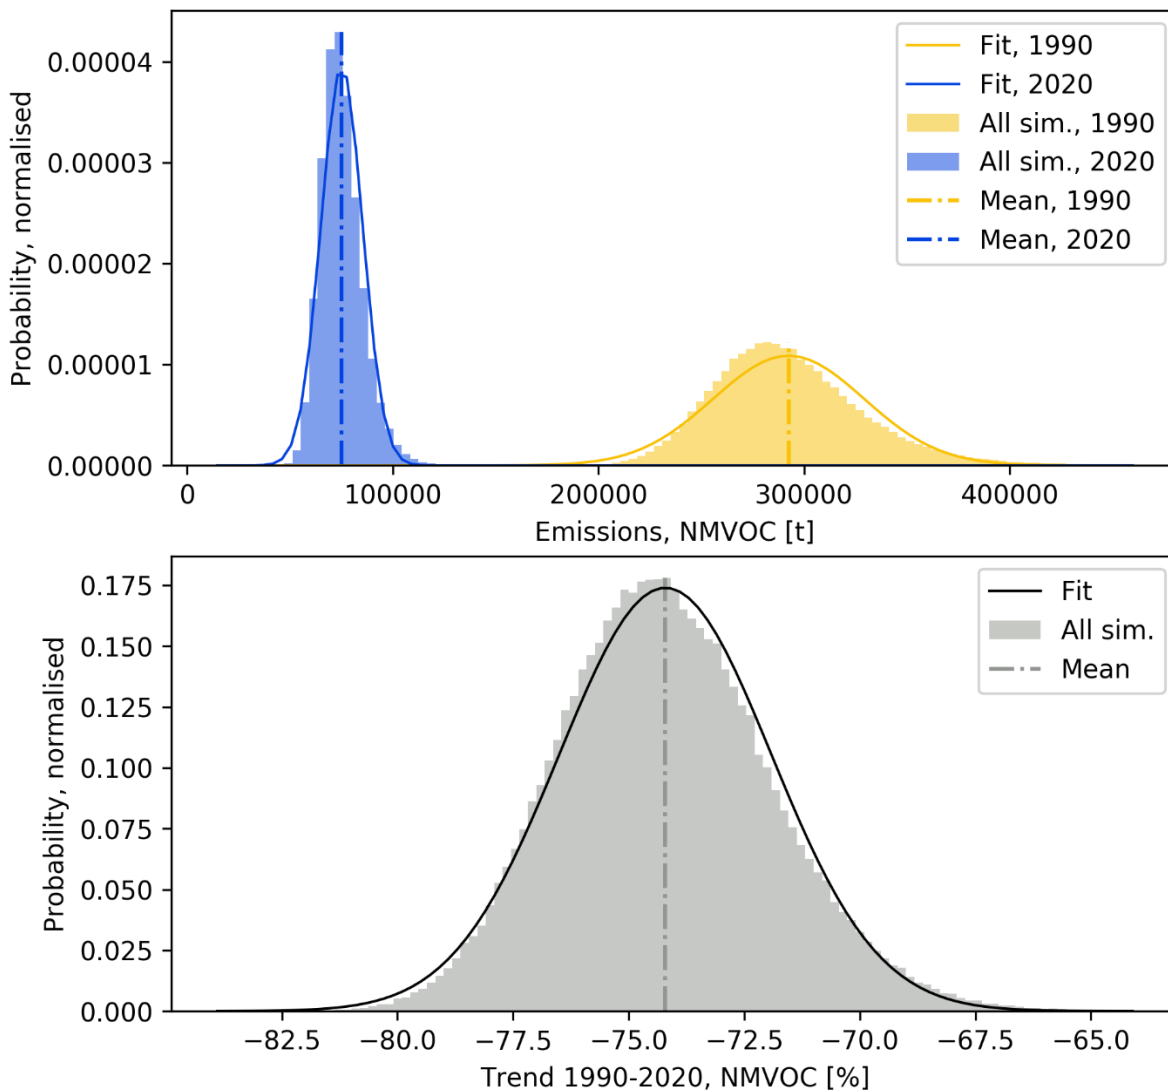 Probability, normalised
0.00004
0.00003
0.00002
0.00001
0.00000
0
100000
200000
300000
400000
Emissions, NMVOC [t]
Fit, 1990
Fit, 2020
All sim., 1990
All sim., 2020
Mean, 1990
Mean, 2020
Probability, normalised
0.175
0.150
0.125
0.100
0.075
0.050
0.025
0.000
−82.5
−80.0
−77.5
−75.0
−72.5
−70.0
−67.5
−65.0
Trend 1990-2020, NMVOC [%]
Fit
All sim.
Mean